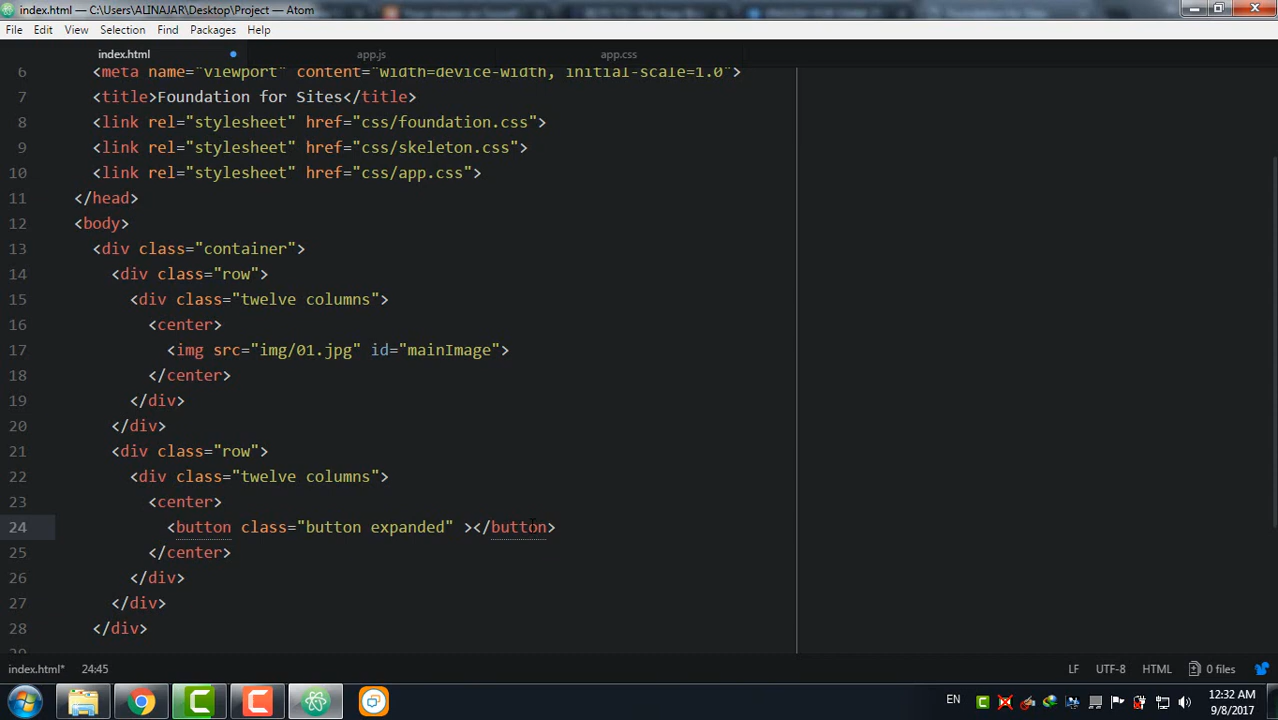 index.html — C:\Users\ALINAJAR\Desktop\Project — Atom
File Edit View Selection Find Packages Help
index.html app.js app.css
6 <meta name="viewport" content="width=device-width, initial-scale=1.0">
7 <title>Foundation for Sites</title>
8 <link rel="stylesheet" href="css/foundation.css">
9 <link rel="stylesheet" href="css/skeleton.css">
10 <link rel="stylesheet" href="css/app.css">
11 </head>
12 <body>
13 <div class="container">
14 <div class="row">
15 <div class="twelve columns">
16 <center>
17 <img src="img/01.jpg" id="mainImage">
18 </center>
19 </div>
20 </div>
21 <div class="row">
22 <div class="twelve columns">
23 <center>
24 <button class="button expanded" ></button>
25 </center>
26 </div>
27 </div>
28 </div>
index.html* 24:45 LF UTF-8 HTML 0 files
EN 12:32 AM
9/8/2017